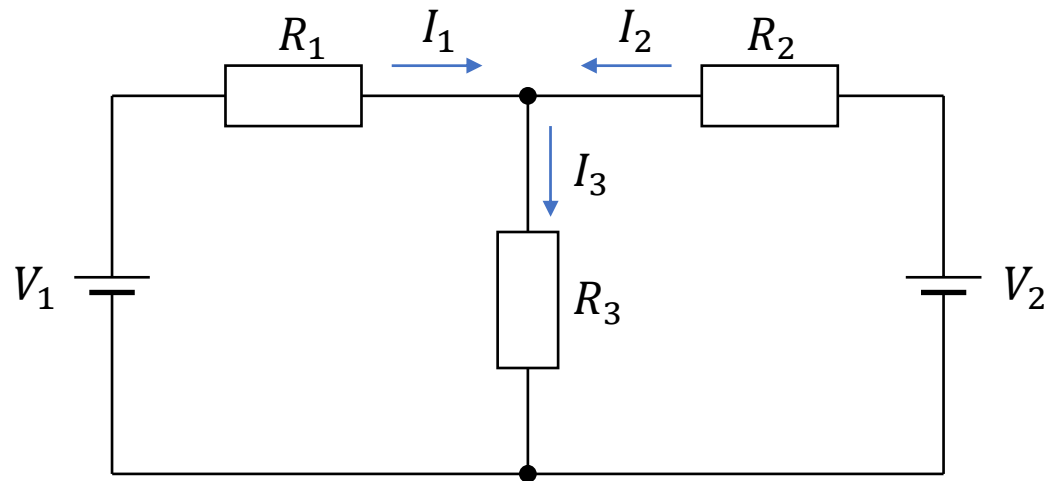 R₁ I₁ I₂ R₂
I₃
V₁ R₃ V₂